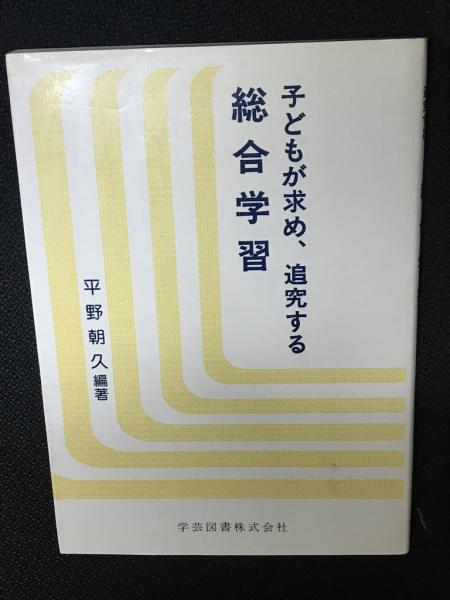 子どもが求め、追究する
総合学習
平野朝久編著
学芸図書株式会社